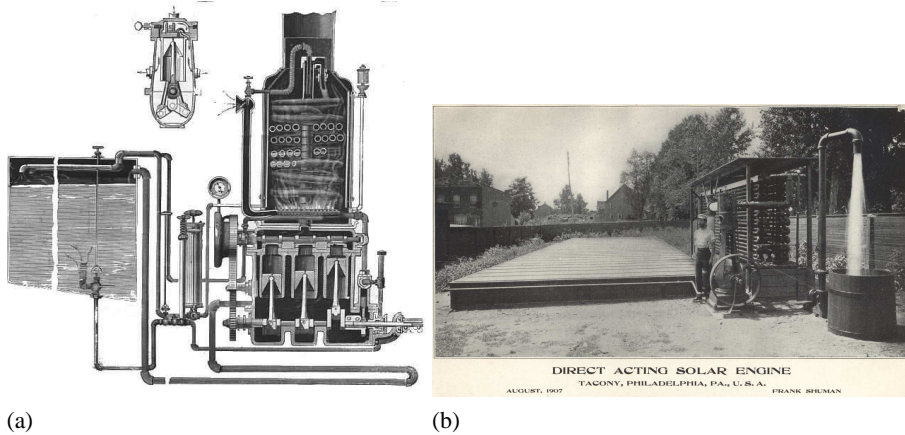 DIRECT ACTING SOLAR ENGINE
TACONY, PHILADELPHIA, PA., U. S. A.
AUGUST, 1907 FRANK SHUMAN
(a) (b)